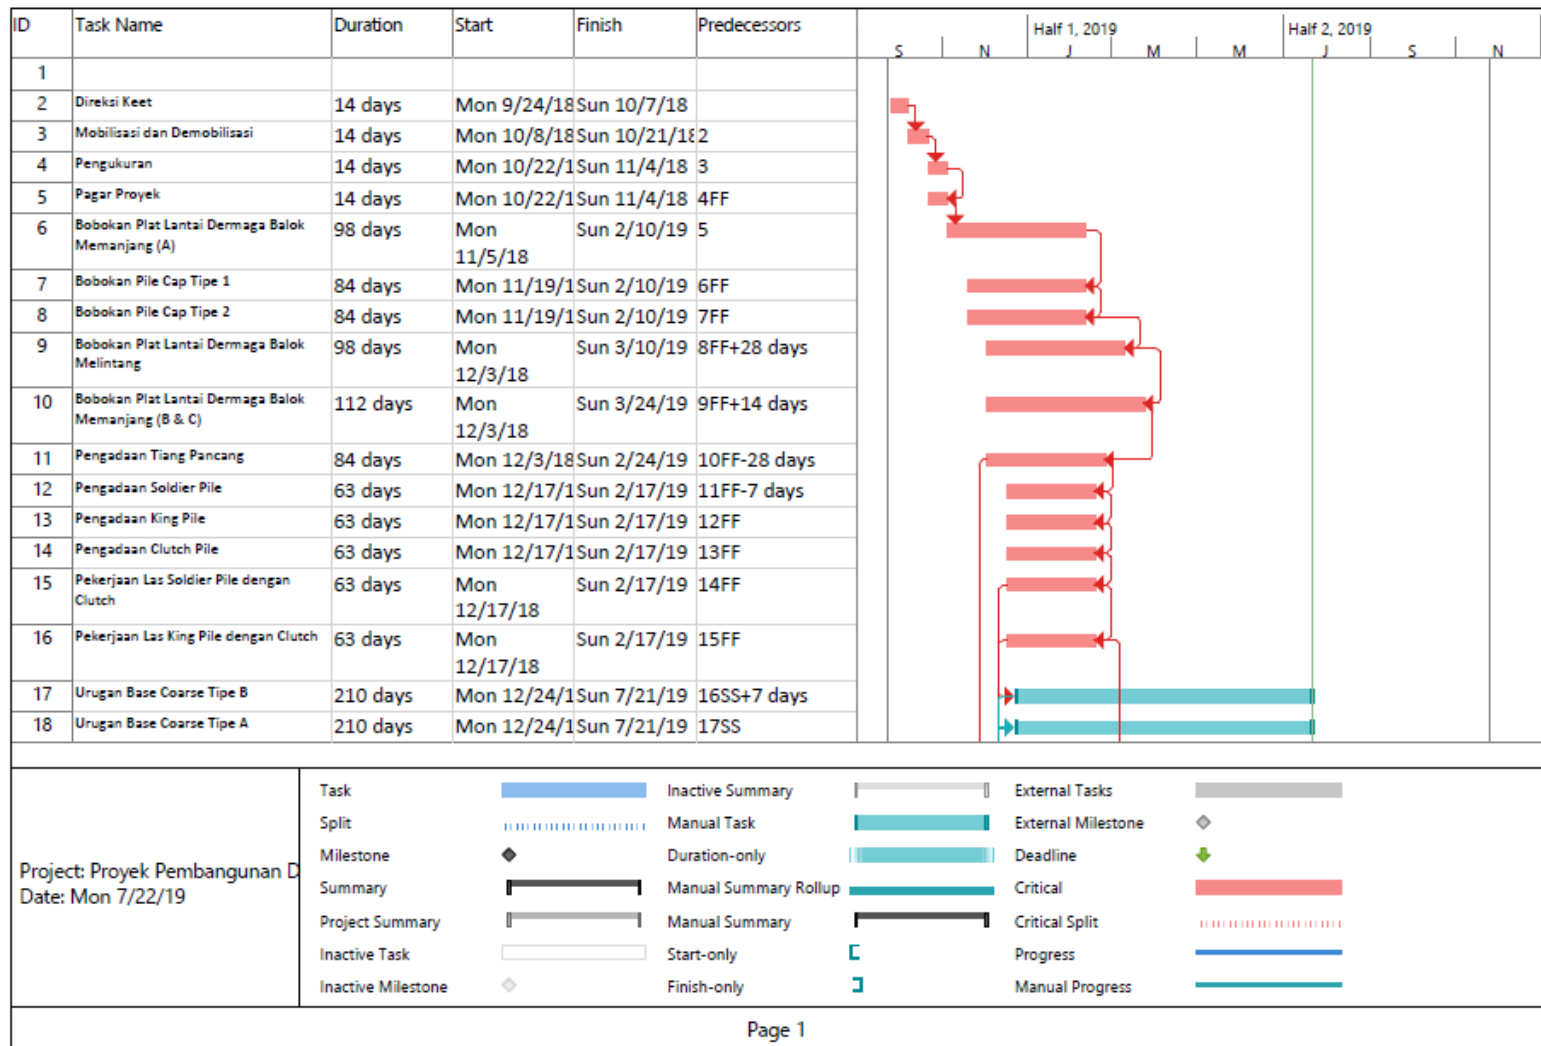 ID Task Name Duration Start Finish Predecessors
Half 1, 2019 Half 2, 2019
S N J M M J S N
1
2 Direksi Keet 14 days Mon 9/24/18 Sun 10/7/18
3 Mobilisasi dan Demobilisasi 14 days Mon 10/8/18 Sun 10/21/18 2
4 Pengukuran 14 days Mon 10/22/1 Sun 11/4/18 3
5 Pagar Proyek 14 days Mon 10/22/1 Sun 11/4/18 4FF
6 Bobokan Plat Lantai Dermaga Balok 98 days Mon Sun 2/10/19 5
Memanjang (A) 11/5/18
7 Bobokan Pile Cap Tipe 1 84 days Mon 11/19/1 Sun 2/10/19 6FF
8 Bobokan Pile Cap Tipe 2 84 days Mon 11/19/1 Sun 2/10/19 7FF
9 Bobokan Plat Lantai Dermaga Balok 98 days Mon Sun 3/10/19 8FF+28 days
Melintang 12/3/18
10 Bobokan Plat Lantai Dermaga Balok 112 days Mon Sun 3/24/19 9FF+14 days
Memanjang (B & C) 12/3/18
11 Pengadaan Tiang Pancang 84 days Mon 12/3/18 Sun 2/24/19 10FF-28 days
12 Pengadaan Soldier Pile 63 days Mon 12/17/1 Sun 2/17/19 11FF-7 days
13 Pengadaan King Pile 63 days Mon 12/17/1 Sun 2/17/19 12FF
14 Pengadaan Clutch Pile 63 days Mon 12/17/1 Sun 2/17/19 13FF
15 Pekerjaan Las Soldier Pile dengan 63 days Mon Sun 2/17/19 14FF
Clutch 12/17/18
16 Pekerjaan Las King Pile dengan Clutch 63 days Mon Sun 2/17/19 15FF
12/17/18
17 Urugan Base Coarse Tipe B 210 days Mon 12/24/1 Sun 7/21/19 16SS+7 days
18 Urugan Base Coarse Tipe A 210 days Mon 12/24/1 Sun 7/21/19 17SS
Project: Proyek Pembangunan D
Date: Mon 7/22/19
Task Inactive Summary External Tasks
Split Manual Task External Milestone
Milestone Duration-only Deadline
Summary Manual Summary Rollup Critical
Project Summary Manual Summary Critical Split
Inactive Task Start-only Progress
Inactive Milestone Finish-only Manual Progress
Page 1